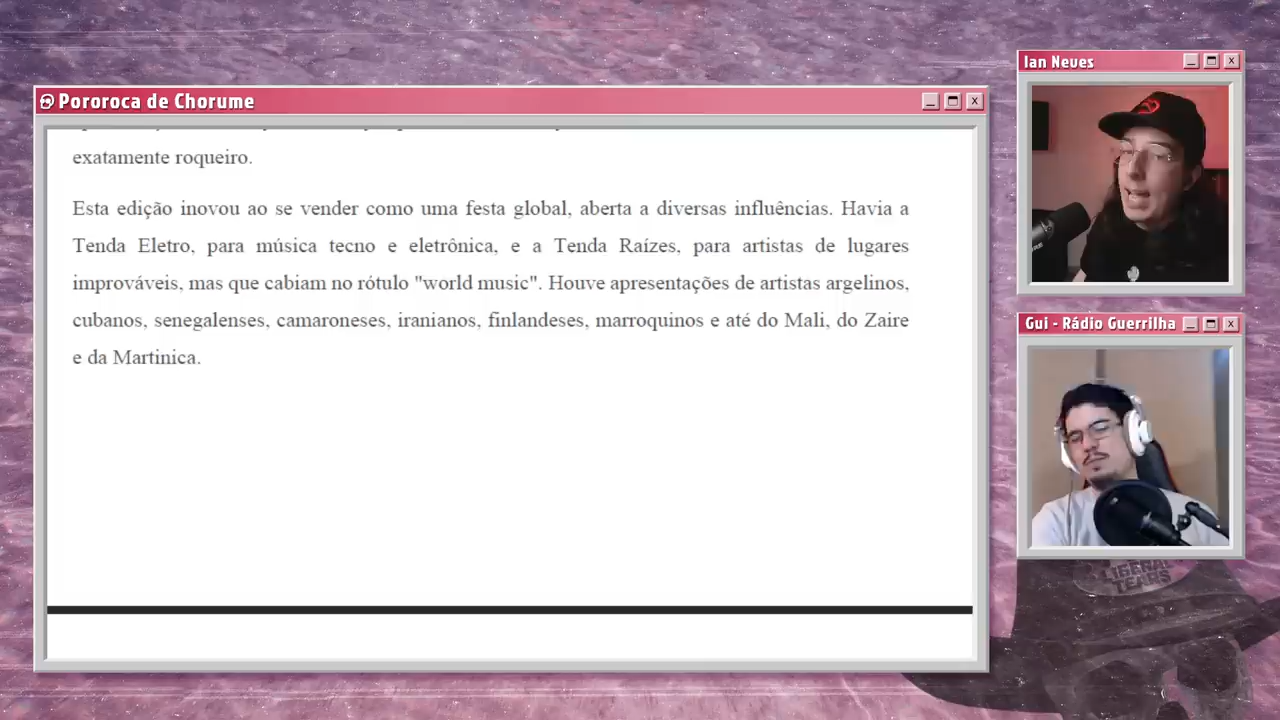 Pororoca de Chorume
exatamente roqueiro.
Esta edição inovou ao se vender como uma festa global, aberta a diversas influências. Havia a
Tenda Eletro, para música tecno e eletrônica, e a Tenda Raízes, para artistas de lugares
improváveis, mas que cabiam no rótulo "world music". Houve apresentações de artistas argelinos,
cubanos, senegalenses, camaroneses, iranianos, finlandeses, marroquinos e até do Mali, do Zaire
e da Martinica.
Ian Neves
Gui - Rádio Guerrilha
LIBERAL
TEARS